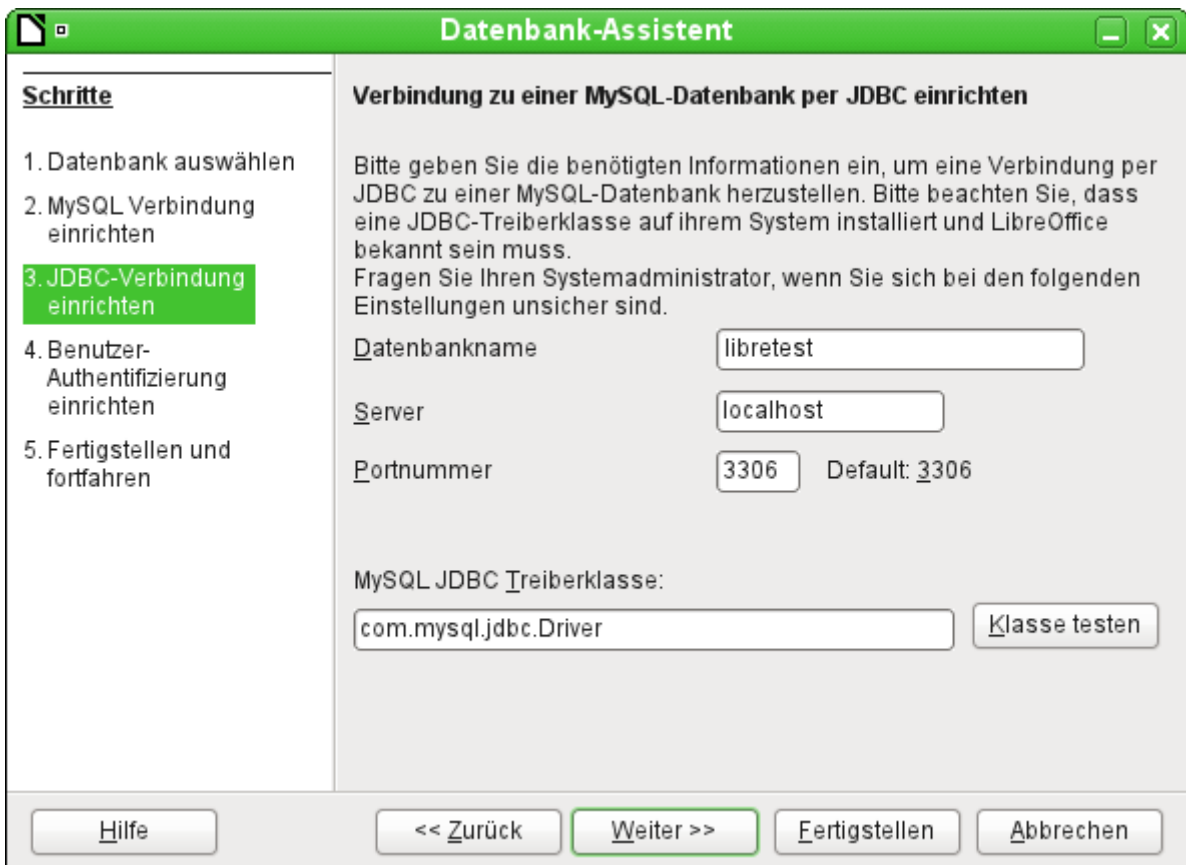 Datenbank-Assistent
Schritte
1. Datenbank auswählen
2. MySQL Verbindung
einrichten
3. JDBC-Verbindung
einrichten
4. Benutzer-
Authentifizierung
einrichten
5. Fertigstellen und
fortfahren
Verbindung zu einer MySQL-Datenbank per JDBC einrichten
Bitte geben Sie die benötigten Informationen ein, um eine Verbindung per
JDBC zu einer MySQL-Datenbank herzustellen. Bitte beachten Sie, dass
eine JDBC-Treiberklasse auf ihrem System installiert und LibreOffice
bekannt sein muss.
Fragen Sie Ihren Systemadministrator, wenn Sie sich bei den folgenden
Einstellungen unsicher sind.
Datenbankname libretest
Server localhost
Portnummer 3306 Default: 3306
MySQL JDBC Treiberklasse:
com.mysql.jdbc.Driver Klasse testen
Hilfe << Zurück Weiter >> Fertigstellen Abbrechen